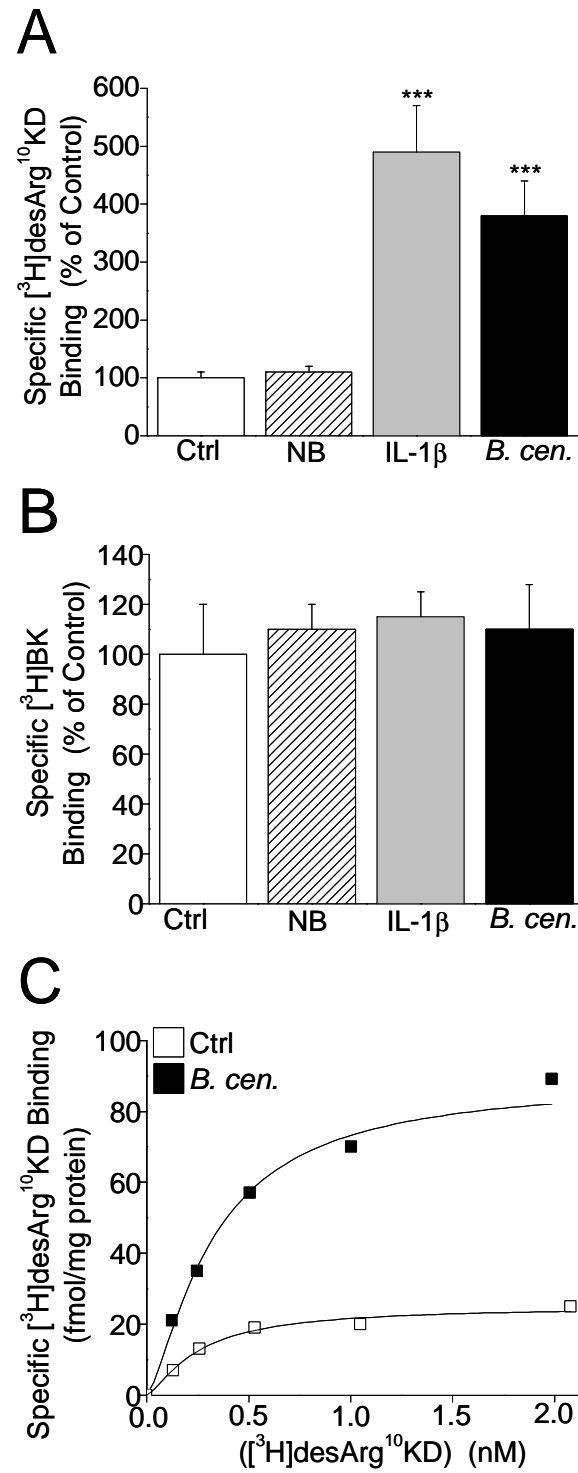 A
Specific [³H]desArg¹⁰KD
Binding (% of Control)
600
500
400
300
200
100
0
***
***
Ctrl NB IL-1β B. cen.
B
Specific [³H]BK
Binding (% of Control)
140
120
100
80
60
40
20
0
Ctrl NB IL-1β B. cen.
C
Specific [³H]desArg¹⁰KD Binding
(fmol/mg protein)
100
80
60
40
20
0
Ctrl
B. cen.
0.0 0.5 1.0 1.5 2.0
([³H]desArg¹⁰KD) (nM)